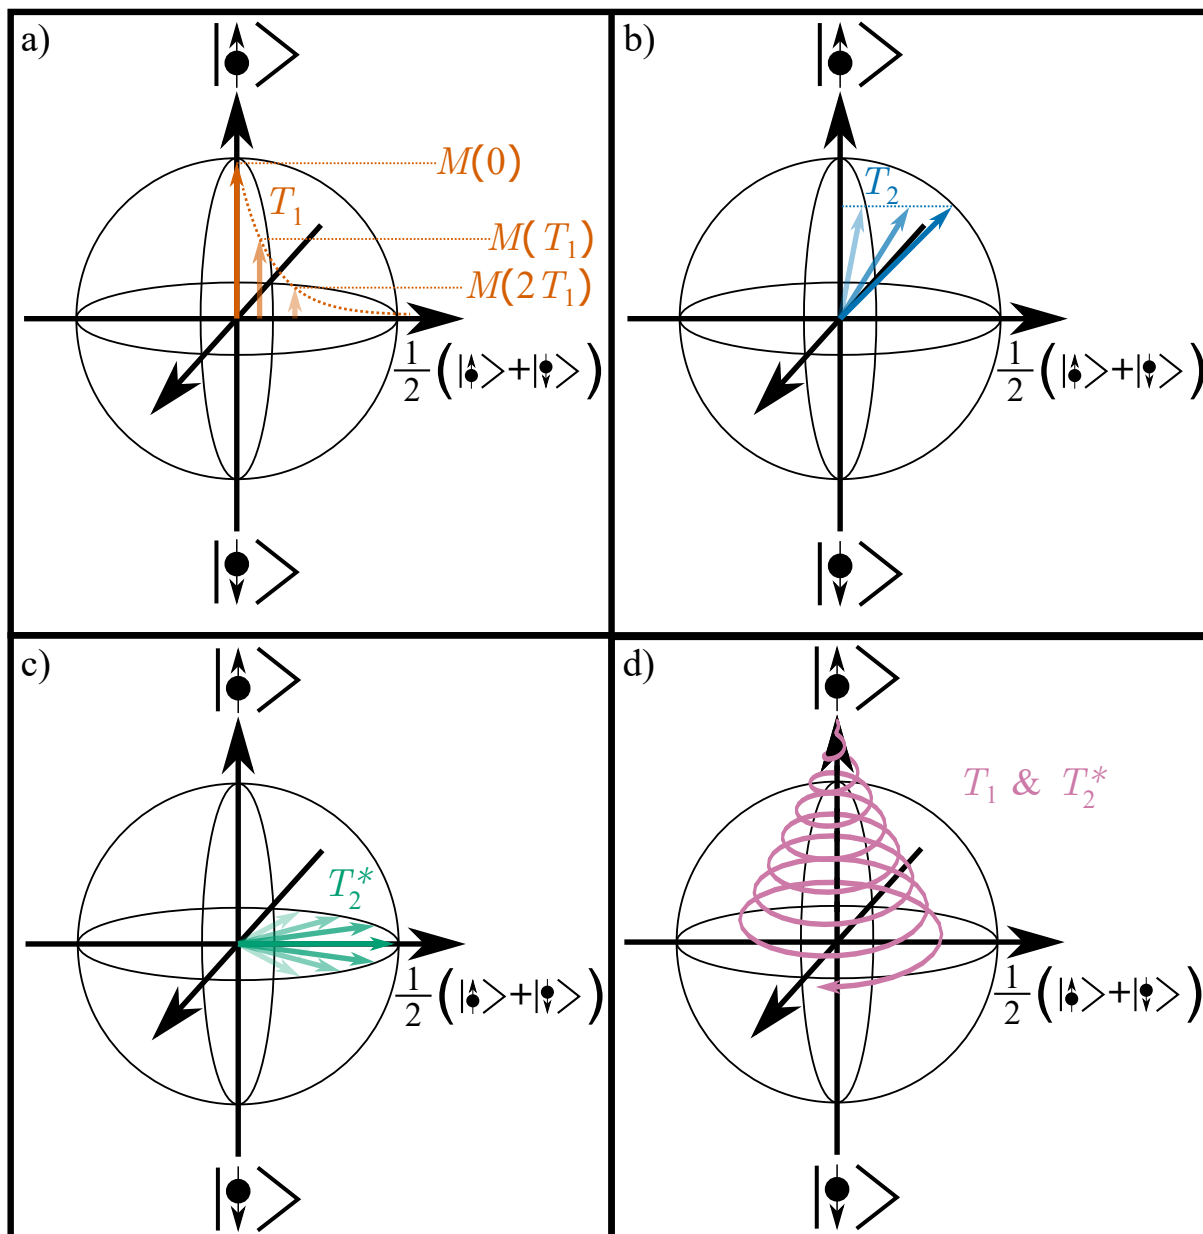 a)
|↑⟩
M(0)
T₁
M(T₁)
M(2T₁)
1/2 (|↑⟩+|↓⟩)
|↓⟩
b)
|↑⟩
T₂
1/2 (|↑⟩+|↓⟩)
|↓⟩
c)
|↑⟩
T₂*
1/2 (|↑⟩+|↓⟩)
|↓⟩
d)
|↑⟩
T₁ & T₂*
1/2 (|↑⟩+|↓⟩)
|↓⟩